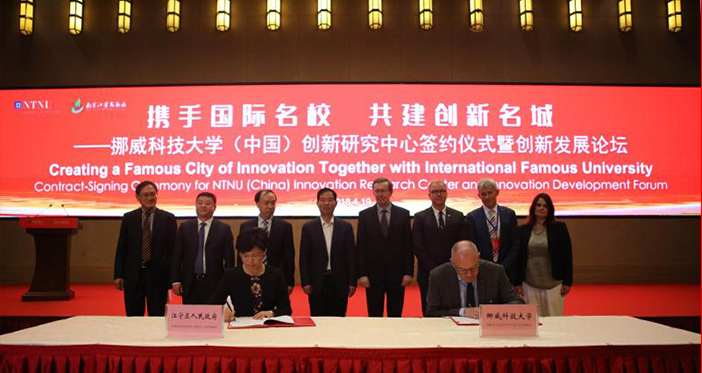 NTNU
携手国际名校 共建创新名城
——挪威科技大学（中国）创新研究中心签约仪式暨创新发展论坛
Creating a Famous City of Innovation Together with International Famous University
Contract-Signing Ceremony for NTNU (China) Innovation Research Center and Innovation Development Forum
2018.4.19
江宁区人民政府
挪威科技大学